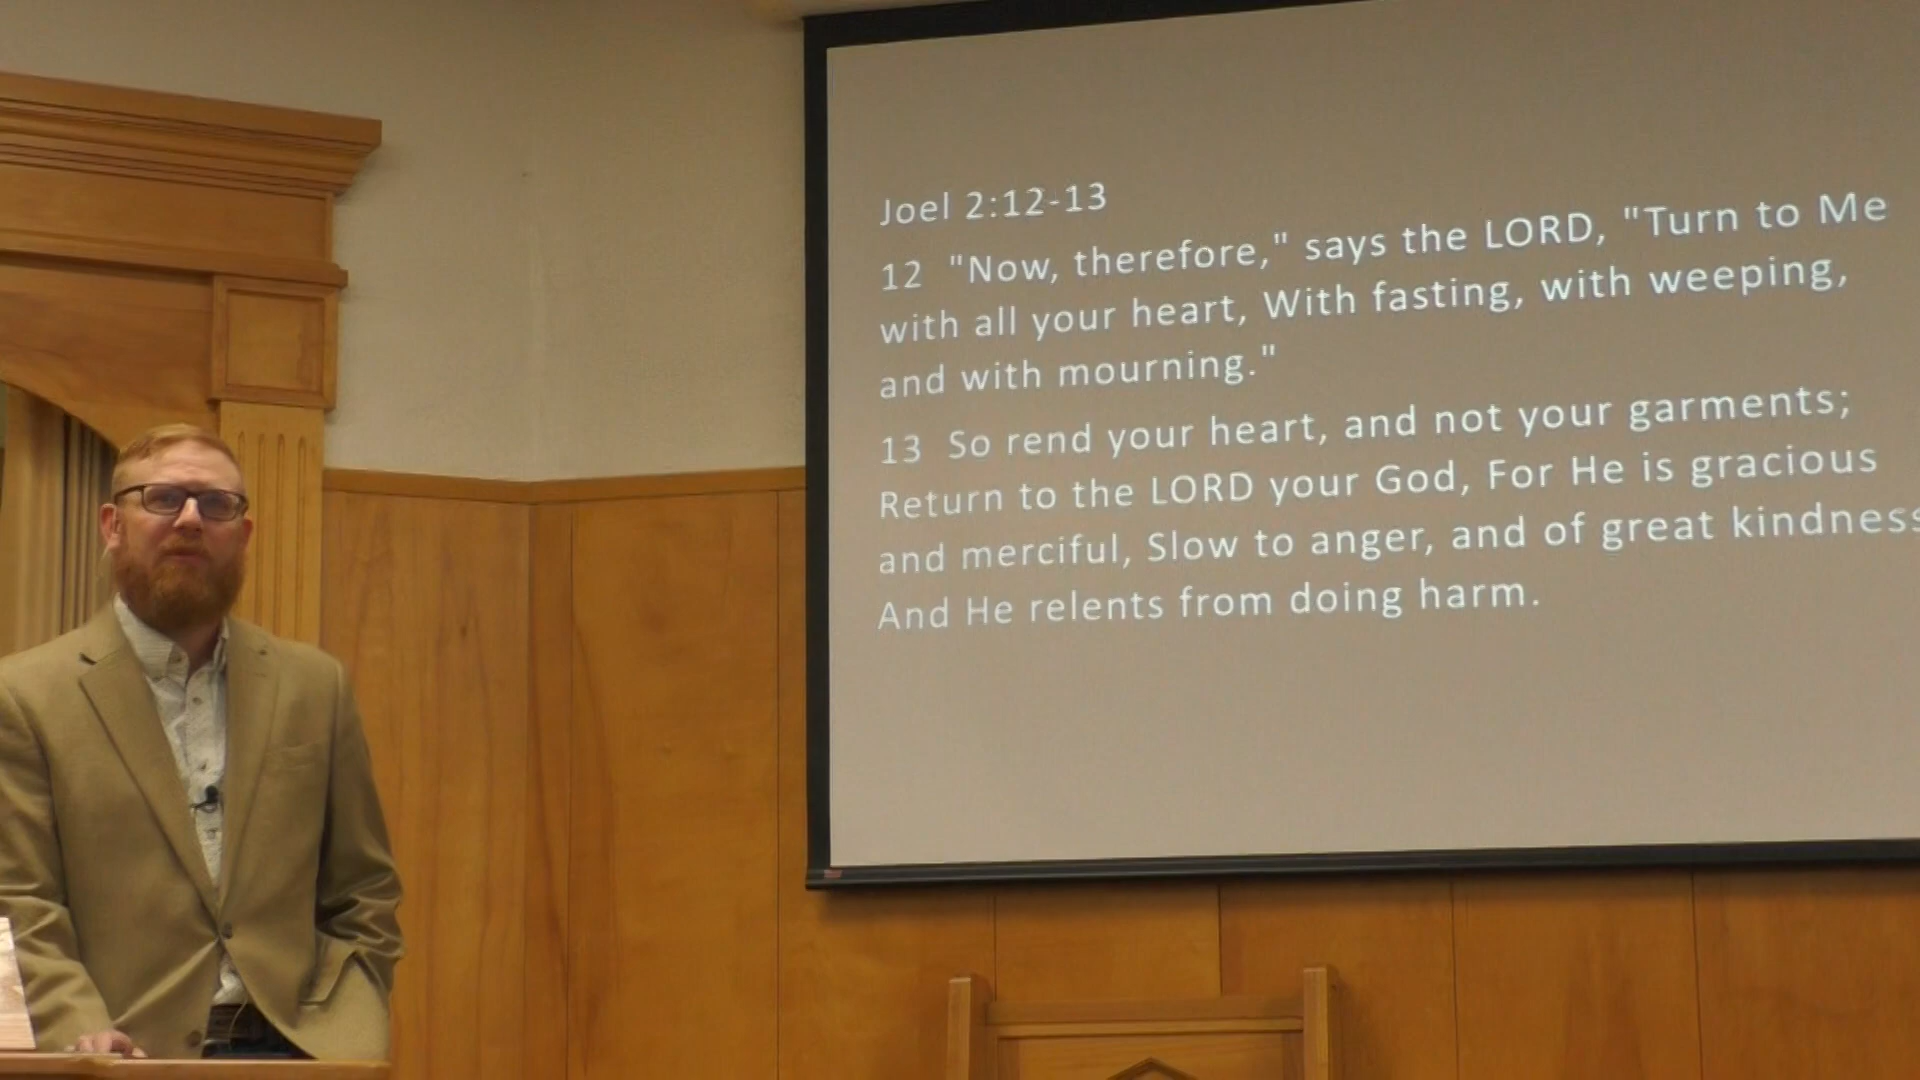 Joel 2:12-13
12 "Now, therefore," says the LORD, "Turn to Me
with all your heart, With fasting, with weeping,
and with mourning."
13 So rend your heart, and not your garments;
Return to the LORD your God, For He is gracious
and merciful, Slow to anger, and of great kindness
And He relents from doing harm.